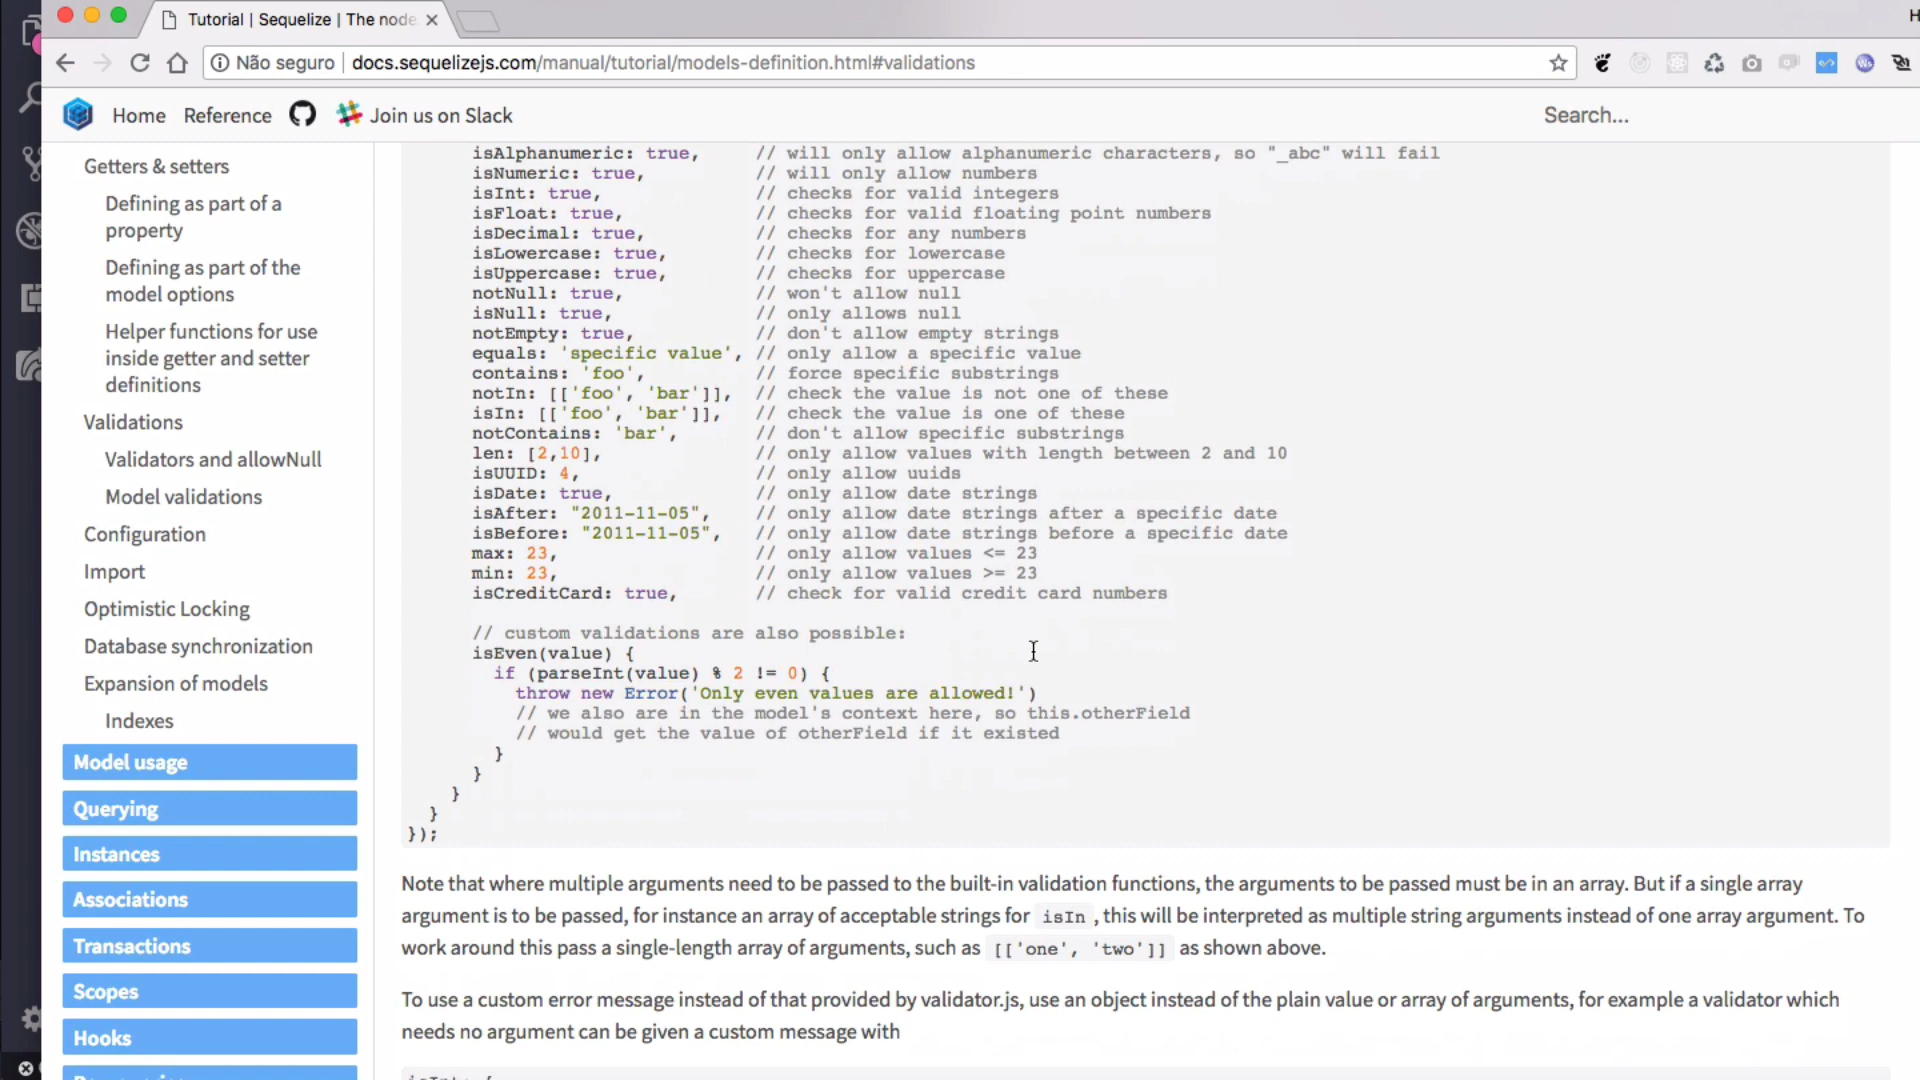 Tutorial | Sequelize | The node
H
Não seguro | docs.sequelizejs.com/manual/tutorial/models-definition.html#validations
Home Reference Join us on Slack Search...
Getters & setters
Defining as part of a
property
Defining as part of the
model options
Helper functions for use
inside getter and setter
definitions
Validations
Validators and allowNull
Model validations
Configuration
Import
Optimistic Locking
Database synchronization
Expansion of models
Indexes
Model usage
Querying
Instances
Associations
Transactions
Scopes
Hooks
isAlphanumeric: true, // will only allow alphanumeric characters, so "_abc" will fail
isNumeric: true, // will only allow numbers
isInt: true, // checks for valid integers
isFloat: true, // checks for valid floating point numbers
isDecimal: true, // checks for any numbers
isLowercase: true, // checks for lowercase
isUppercase: true, // checks for uppercase
notNull: true, // won't allow null
isNull: true, // only allows null
notEmpty: true, // don't allow empty strings
equals: 'specific value', // only allow a specific value
contains: 'foo', // force specific substrings
notIn: [['foo', 'bar']], // check the value is not one of these
isIn: [['foo', 'bar']], // check the value is one of these
notContains: 'bar', // don't allow specific substrings
len: [2,10], // only allow values with length between 2 and 10
isUUID: 4, // only allow uuids
isDate: true, // only allow date strings
isAfter: "2011-11-05", // only allow date strings after a specific date
isBefore: "2011-11-05", // only allow date strings before a specific date
max: 23, // only allow values <= 23
min: 23, // only allow values >= 23
isCreditCard: true, // check for valid credit card numbers
// custom validations are also possible:
isEven(value) {
if (parseInt(value) % 2 != 0) {
throw new Error('Only even values are allowed!')
// we also are in the model's context here, so this.otherField
// would get the value of otherField if it existed
}
}
}
}
});
Note that where multiple arguments need to be passed to the built-in validation functions, the arguments to be passed must be in an array. But if a single array
argument is to be passed, for instance an array of acceptable strings for isIn , this will be interpreted as multiple string arguments instead of one array argument. To
work around this pass a single-length array of arguments, such as [['one', 'two']] as shown above.
To use a custom error message instead of that provided by validator.js, use an object instead of the plain value or array of arguments, for example a validator which
needs no argument can be given a custom message with